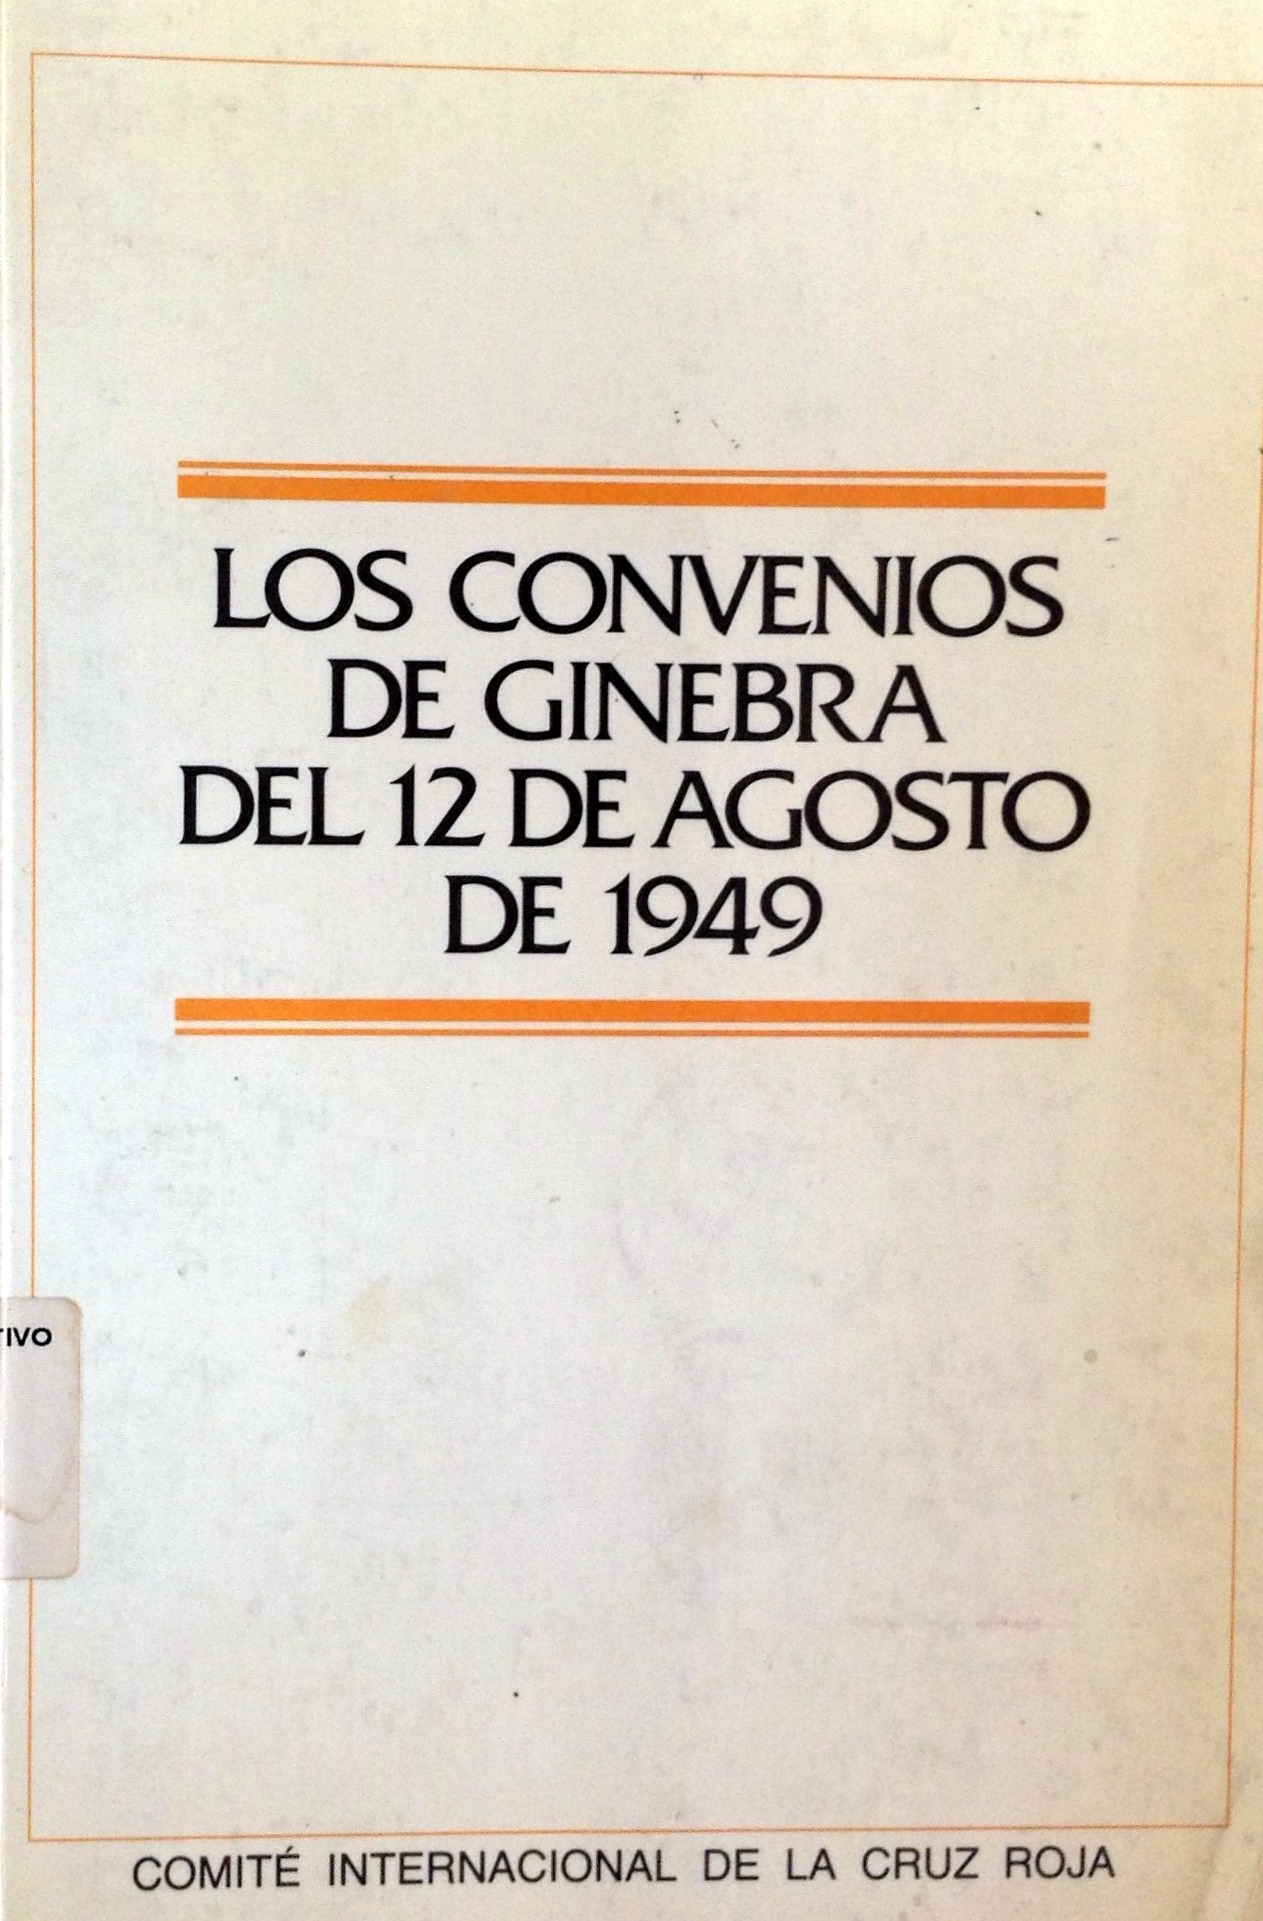 LOS CONVENIOS
DE GINEBRA
DEL 12 DE AGOSTO
DE 1949
TIVO
COMITÉ INTERNACIONAL DE LA CRUZ ROJA